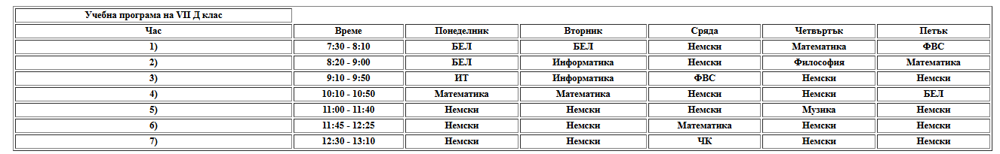 Учебна програма на VII Д клас
Час Време Понеделник Вторник Сряда Четвъртък Петък
1) 7:30 - 8:10 БЕЛ БЕЛ Немски Математика ФВС
2) 8:20 - 9:00 БЕЛ Информатика Немски Философия Математика
3) 9:10 - 9:50 ИТ Информатика ФВС Немски Немски
4) 10:10 - 10:50 Математика Математика Немски Немски БЕЛ
5) 11:00 - 11:40 Немски Немски Немски Музика Немски
6) 11:45 - 12:25 Немски Немски Математика Немски Немски
7) 12:30 - 13:10 Немски Немски ЧК Немски Немски